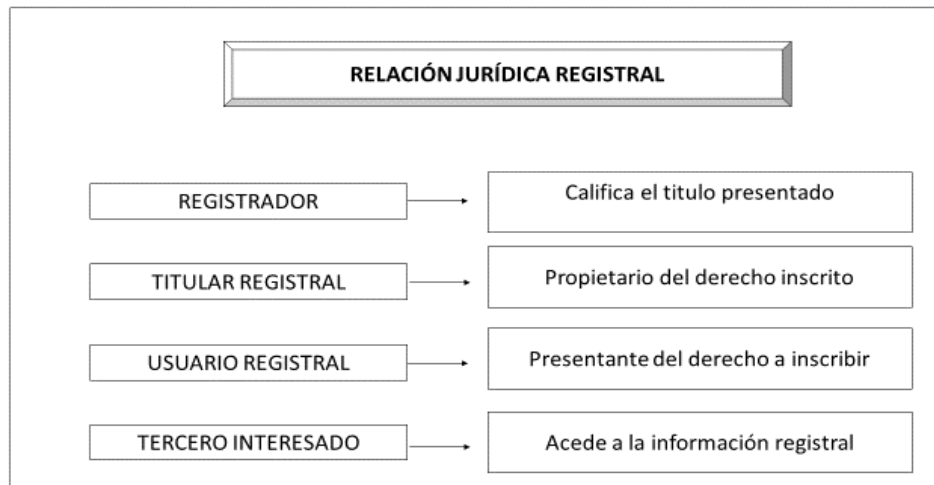 RELACIÓN JURÍDICA REGISTRAL
REGISTRADOR
Califica el titulo presentado
TITULAR REGISTRAL
Propietario del derecho inscrito
USUARIO REGISTRAL
Presentante del derecho a inscribir
TERCERO INTERESADO
Acede a la información registral